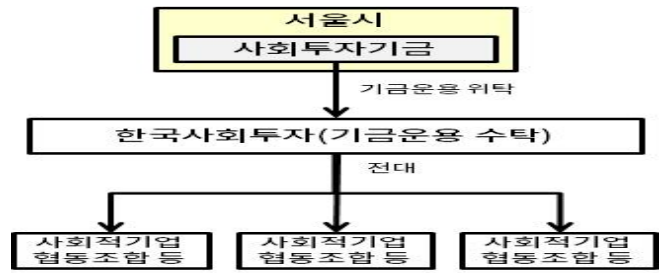 서울시
사회투자기금
기금운용 위탁
한국사회투자(기금운용 수탁)
전대
사회적기업
협동조합 등
사회적기업
협동조합 등
사회적기업
협동조합 등